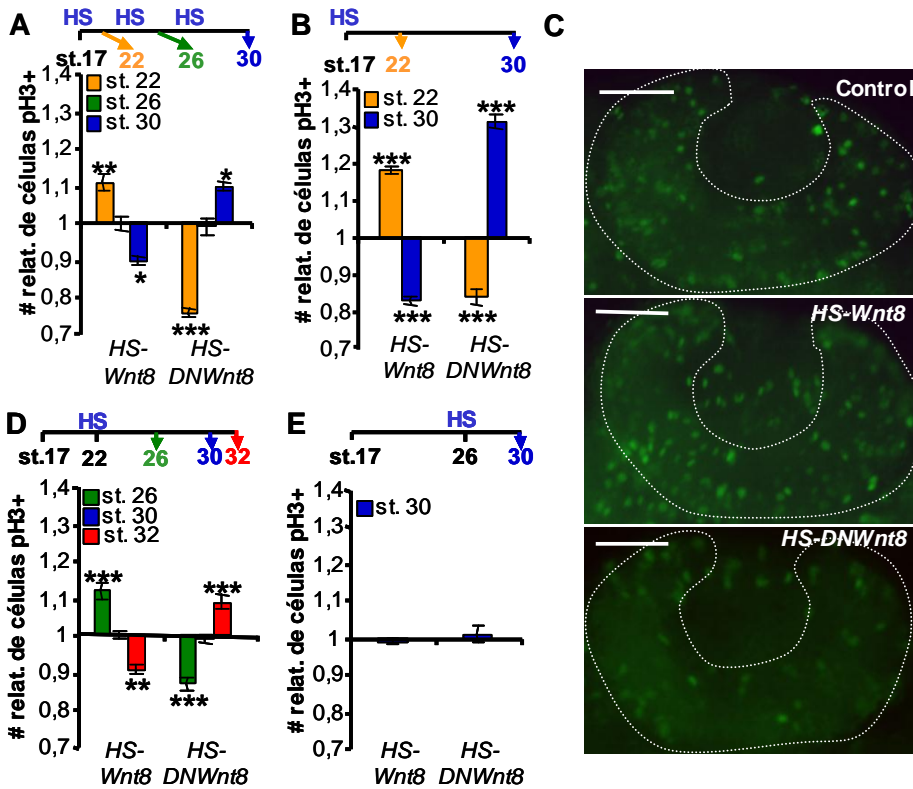 A
HS HS HS
st.17 22 26 30
# relat. de células pH3+
1,4
1,3
1,2
1,1
1
0,9
0,8
0,7
st. 22
st. 26
st. 30
**
*
***
*
HS-
Wnt8
HS-
DNWnt8
B
HS
st.17 22 30
# relat. de células pH3+
1,4
1,3
1,2
1,1
1
0,9
0,8
0,7
st. 22
st. 30
***
***
***
***
HS-
Wnt8
HS-
DNWnt8
C
Control
HS-Wnt8
HS-DNWnt8
D
HS
st.17 22 26 30 32
# relat. de células pH3+
1,4
1,3
1,2
1,1
1
0,9
0,8
0,7
st. 26
st. 30
st. 32
***
**
***
***
HS-
Wnt8
HS-
DNWnt8
E
HS
st.17 26 30
# relat. de células pH3+
1,4
1,3
1,2
1,1
1
0,9
0,8
0,7
st. 30
HS-
Wnt8
HS-
DNWnt8